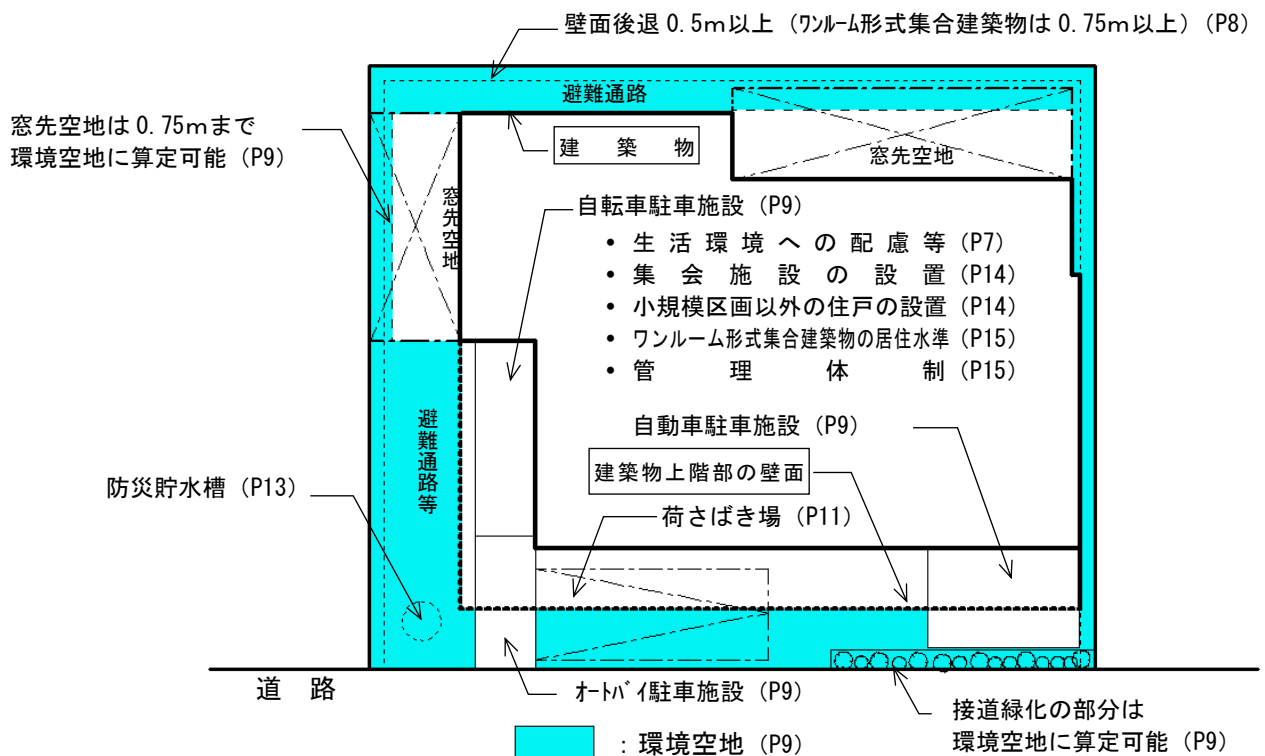 壁面後退 0.5m以上（ワンルーム形式集合建築物は 0.75m以上）(P8)
避難通路
窓先空地は 0.75mまで
環境空地に算定可能 (P9)
建築物
窓先空地
窓先空地
自転車駐車施設 (P9)
• 生活環境への配慮等 (P7)
• 集会施設の設置 (P14)
• 小規模区画以外の住戸の設置 (P14)
• ワンルーム形式集合建築物の居住水準 (P15)
• 管理体制 (P15)
避難通路等
自動車駐車施設 (P9)
建築物上階部の壁面
防災貯水槽 (P13)
荷さばき場 (P11)
道路
オートバイ駐車施設 (P9)
接道緑化の部分は
環境空地に算定可能 (P9)
：環境空地 (P9)